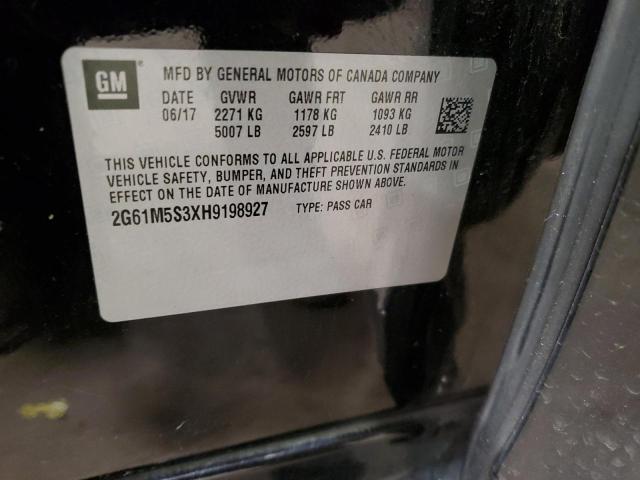 GM
MFD BY GENERAL MOTORS OF CANADA COMPANY
DATE GVWR GAWR FRT GAWR RR
06/17 2271 KG 1178 KG 1093 KG
5007 LB 2597 LB 2410 LB
THIS VEHICLE CONFORMS TO ALL APPLICABLE U.S. FEDERAL MOTOR
VEHICLE SAFETY, BUMPER, AND THEFT PREVENTION STANDARDS IN
EFFECT ON THE DATE OF MANUFACTURE SHOWN ABOVE.
2G61M5S3XH9198927 TYPE: PASS CAR